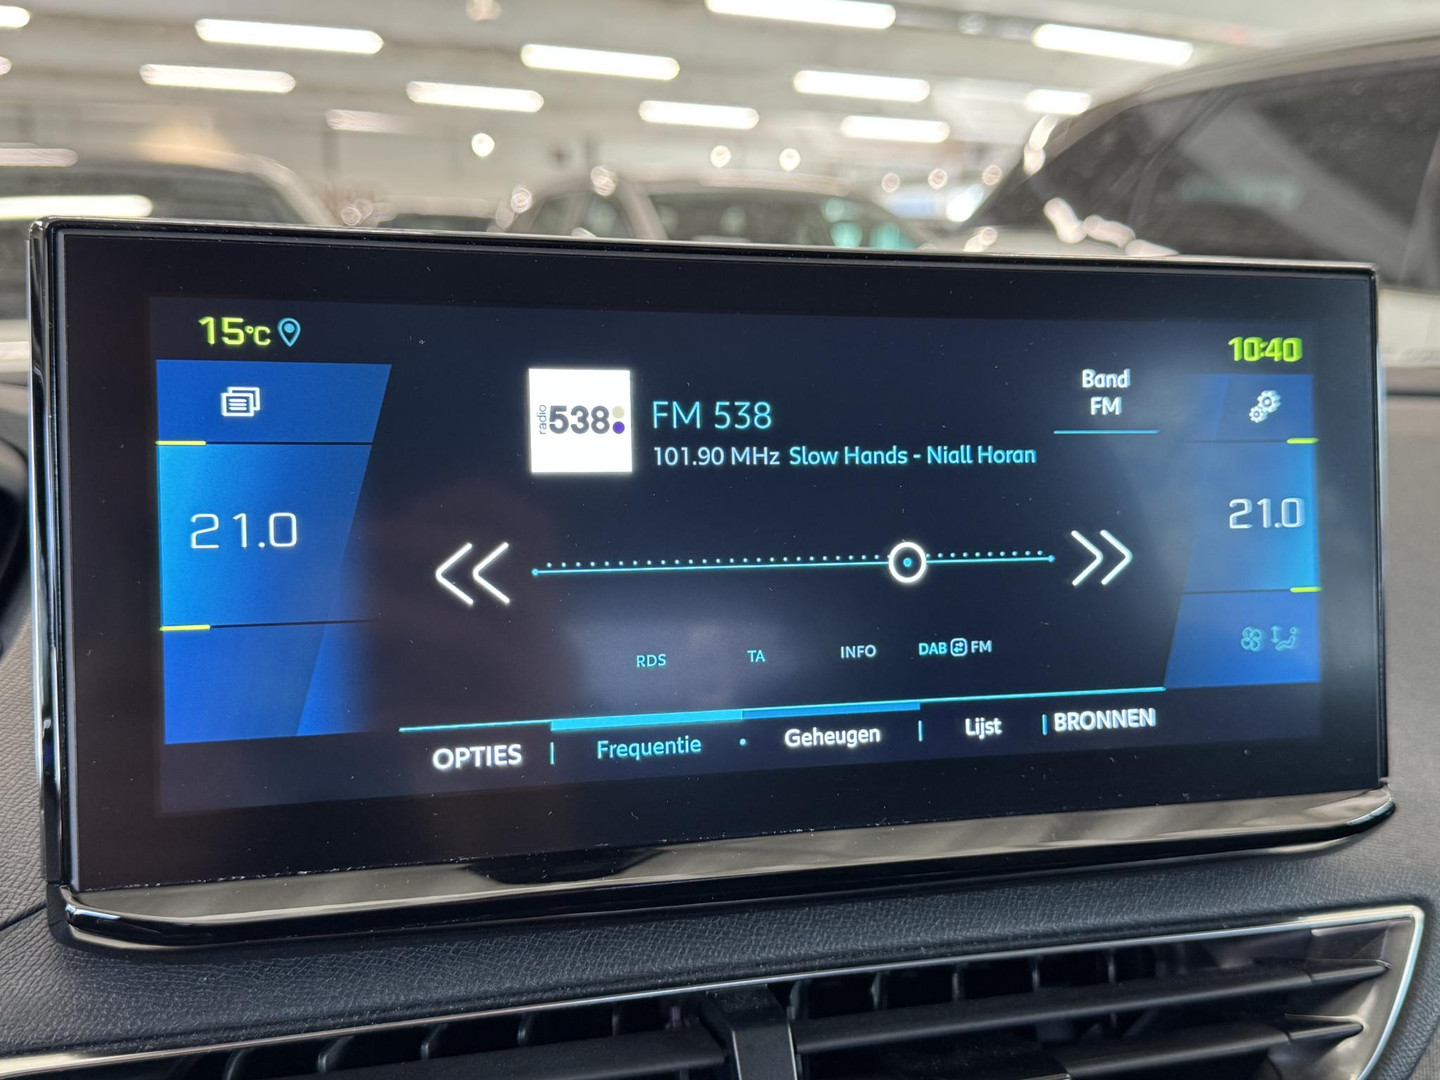 15°C
10:40
Band
FM
radio 538
FM 538
101.90 MHz Slow Hands - Niall Horan
21.0
21.0
RDS TA INFO DAB FM
OPTIES | Frequentie • Geheugen | Lijst | BRONNEN